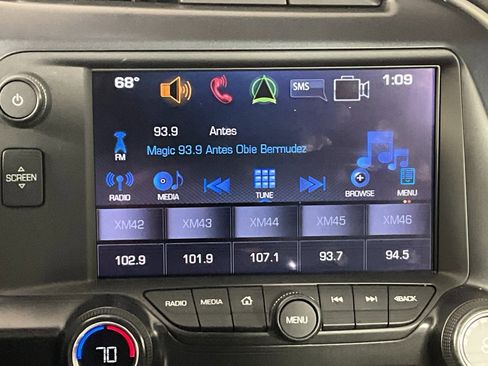 68° SMS 1:09
93.9 Antes
Magic 93.9 Antes Obie Bermudez
FM
RADIO MEDIA TUNE BROWSE MENU
SCREEN
XM42 XM43 XM44 XM45 XM46
102.9 101.9 107.1 93.7 94.5
RADIO MEDIA BACK
MENU
70